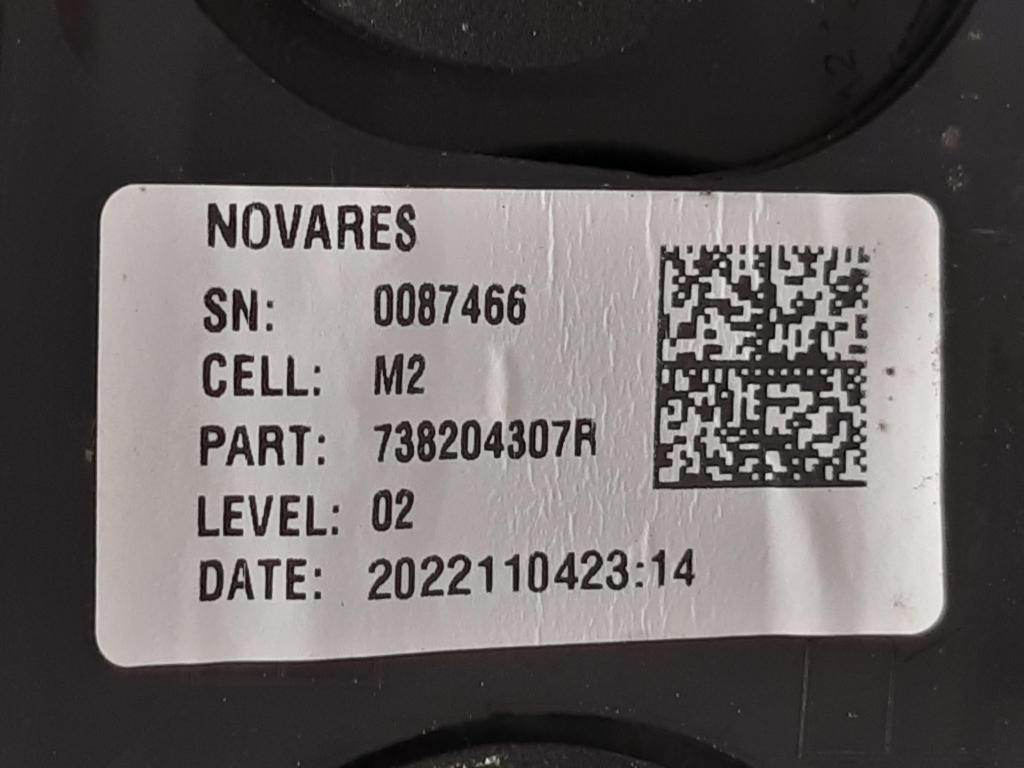 NOVARES
SN: 0087466
CELL: M2
PART: 738204307R
LEVEL: 02
DATE: 2022110423:14